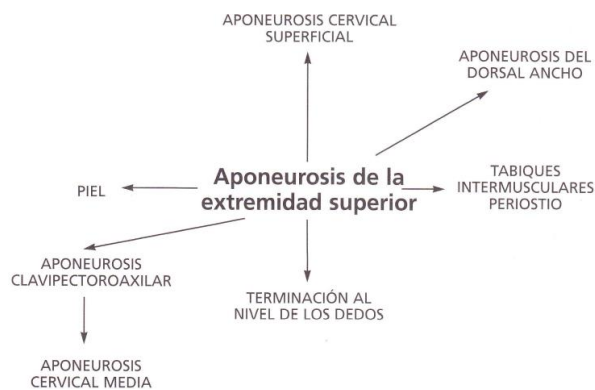 APONEUROSIS CERVICAL
SUPERFICIAL
APONEUROSIS DEL
DORSAL ANCHO
Aponeurosis de la
extremidad superior
TABIQUES
INTERMUSCULARES
PERIOSTIO
PIEL
APONEUROSIS
CLAVIPECTOROAXILAR
TERMINACIÓN AL
NIVEL DE LOS DEDOS
APONEUROSIS
CERVICAL MEDIA